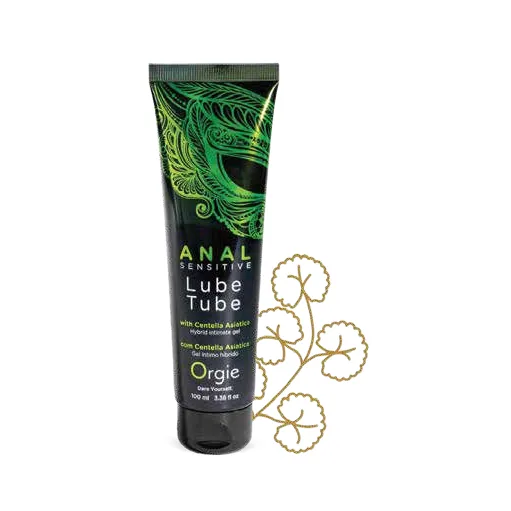 ANAL
SENSITIVE
Lube
Tube
with Centella Asiatica
Hybrid intimate gel
com Centella Asiatica
Gel íntimo híbrido
Orgie
Dare Yourself.
100 ml 3.38 fl oz